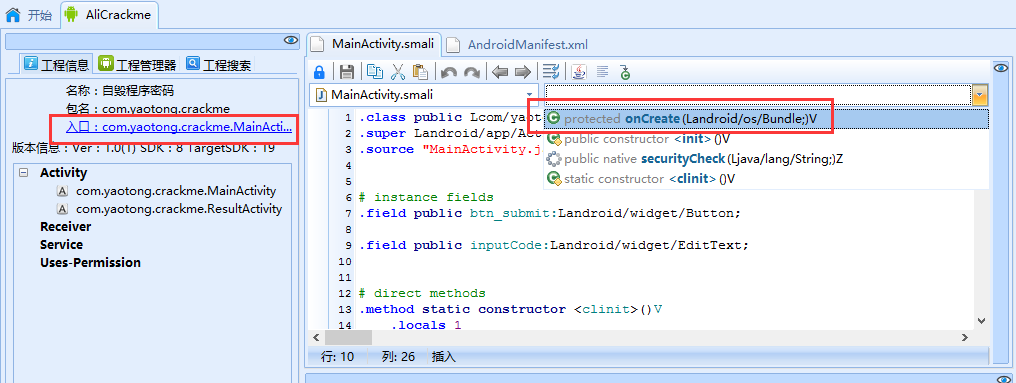 开始 AliCrackme
工程信息 工程管理器 工程搜索
名称：自毁程序密码
包名：com.yaotong.crackme
入口：com.yaotong.crackme.MainActi...
版本信息：Ver：1.0(1) SDK：8 TargetSDK：19
Activity
com.yaotong.crackme.MainActivity
com.yaotong.crackme.ResultActivity
Receiver
Service
Uses-Permission
MainActivity.smali AndroidManifest.xml
MainActivity.smali
protected onCreate(Landroid/os/Bundle;)V
public constructor <init>()V
public native securityCheck(Ljava/lang/String;)Z
static constructor <clinit>()V
1 .class public Lcom/yaot
2 .super Landroid/app/Act
3 .source "MainActivity.j
4
5
6 # instance fields
7 .field public btn_submit:Landroid/widget/Button;
8
9 .field public inputCode:Landroid/widget/EditText;
10
11
12 # direct methods
13 .method static constructor <clinit>()V
14 .locals 1
行: 10 列: 26 插入